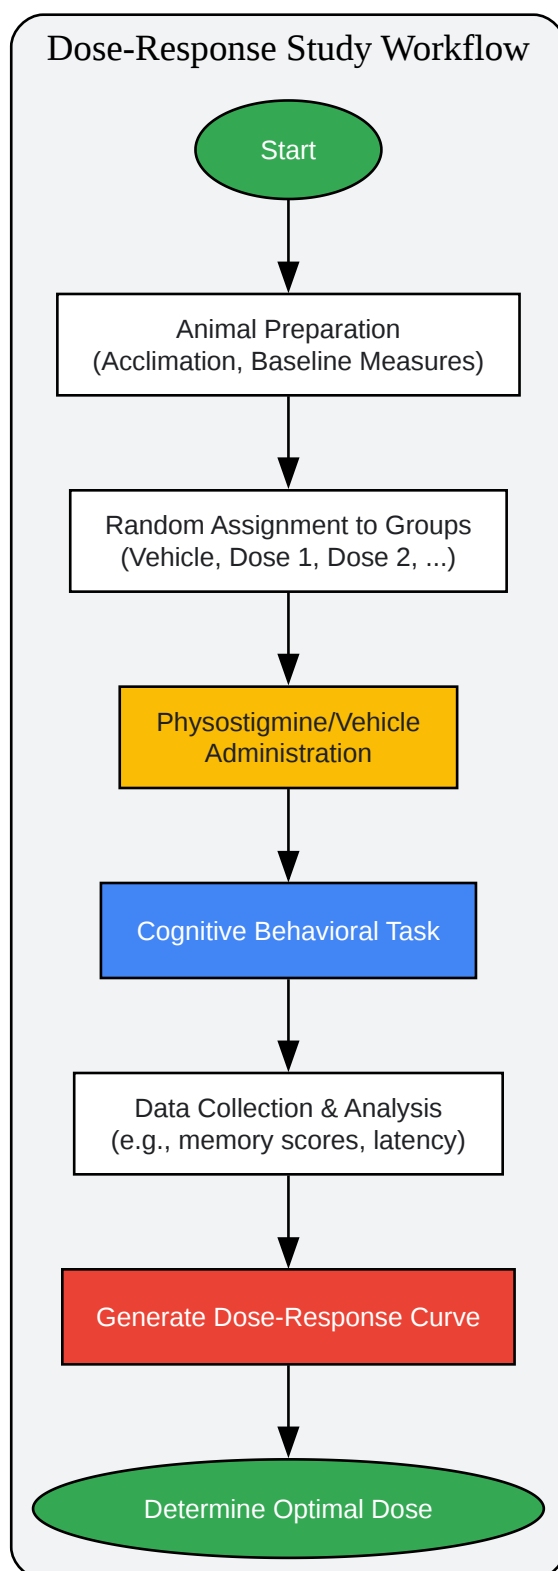 Dose-Response Study Workflow
Start
Animal Preparation
(Acclimation, Baseline Measures)
Random Assignment to Groups
(Vehicle, Dose 1, Dose 2, ...)
Physostigmine/Vehicle
Administration
Cognitive Behavioral Task
Data Collection & Analysis
(e.g., memory scores, latency)
Generate Dose-Response Curve
Determine Optimal Dose